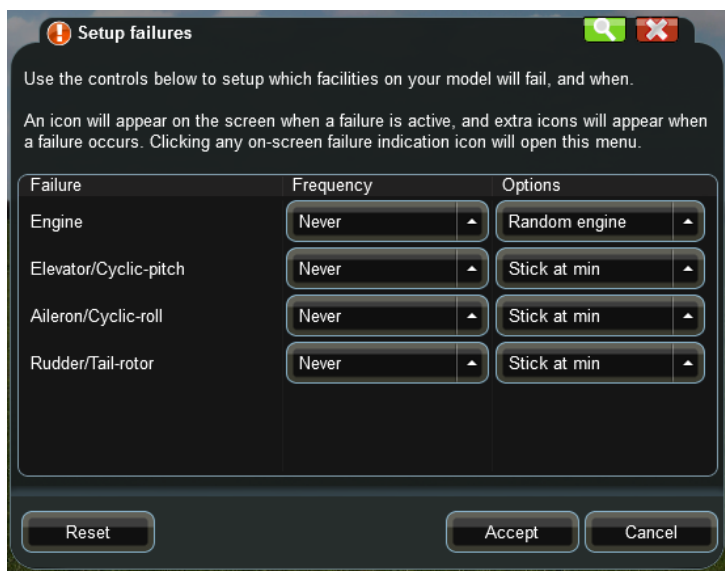 Setup failures
Use the controls below to setup which facilities on your model will fail, and when.
An icon will appear on the screen when a failure is active, and extra icons will appear when
a failure occurs. Clicking any on-screen failure indication icon will open this menu.
Failure Frequency Options
Engine Never Random engine
Elevator/Cyclic-pitch Never Stick at min
Aileron/Cyclic-roll Never Stick at min
Rudder/Tail-rotor Never Stick at min
Reset Accept Cancel